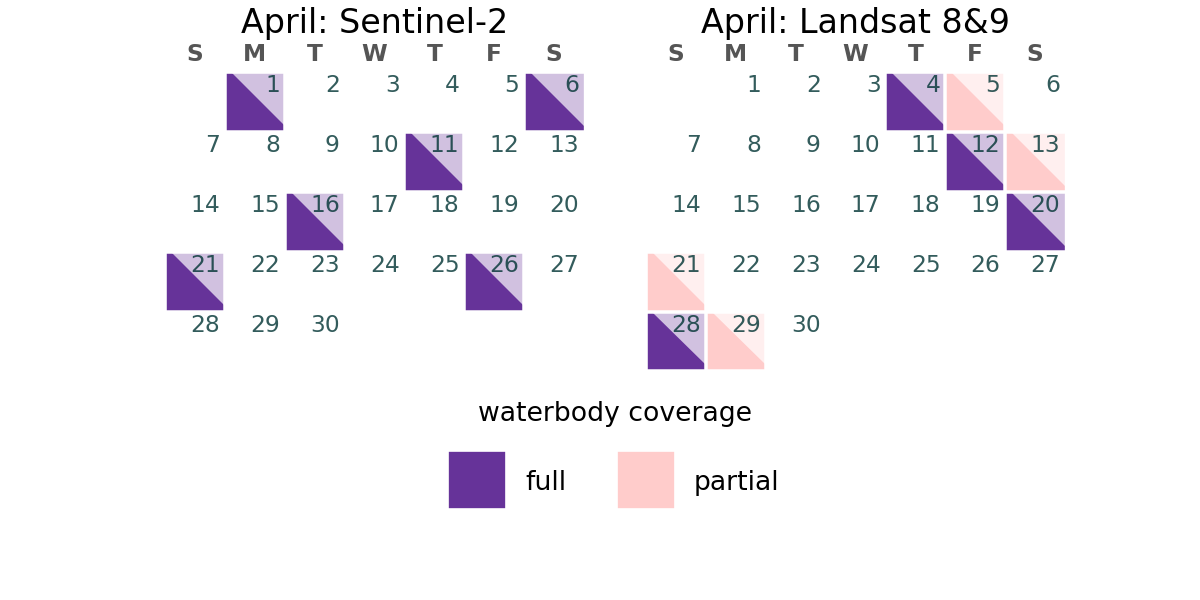 April: Sentinel-2
S M T W T F S
1 2 3 4 5 6
7 8 9 10 11 12 13
14 15 16 17 18 19 20
21 22 23 24 25 26 27
28 29 30
April: Landsat 8&9
S M T W T F S
1 2 3 4 5 6
7 8 9 10 11 12 13
14 15 16 17 18 19 20
21 22 23 24 25 26 27
28 29 30
waterbody coverage
full partial